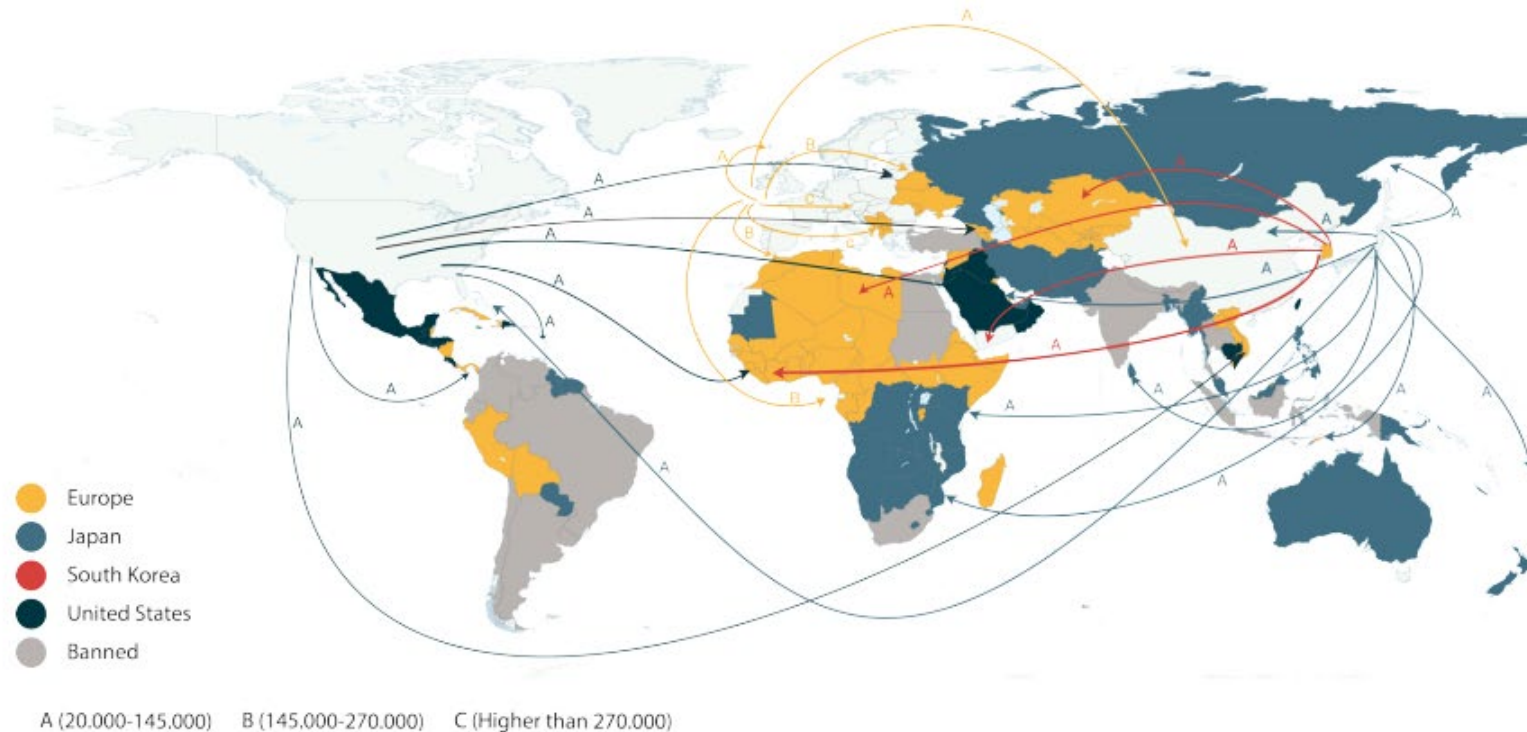 A
B
A
A
A
C
A
A
A
B
A
C
A
A
A
A
A
A
A
A
A
A
B
A
A
A
A
Europe
Japan
South Korea
United States
Banned
A (20.000-145.000) B (145.000-270.000) C (Higher than 270.000)